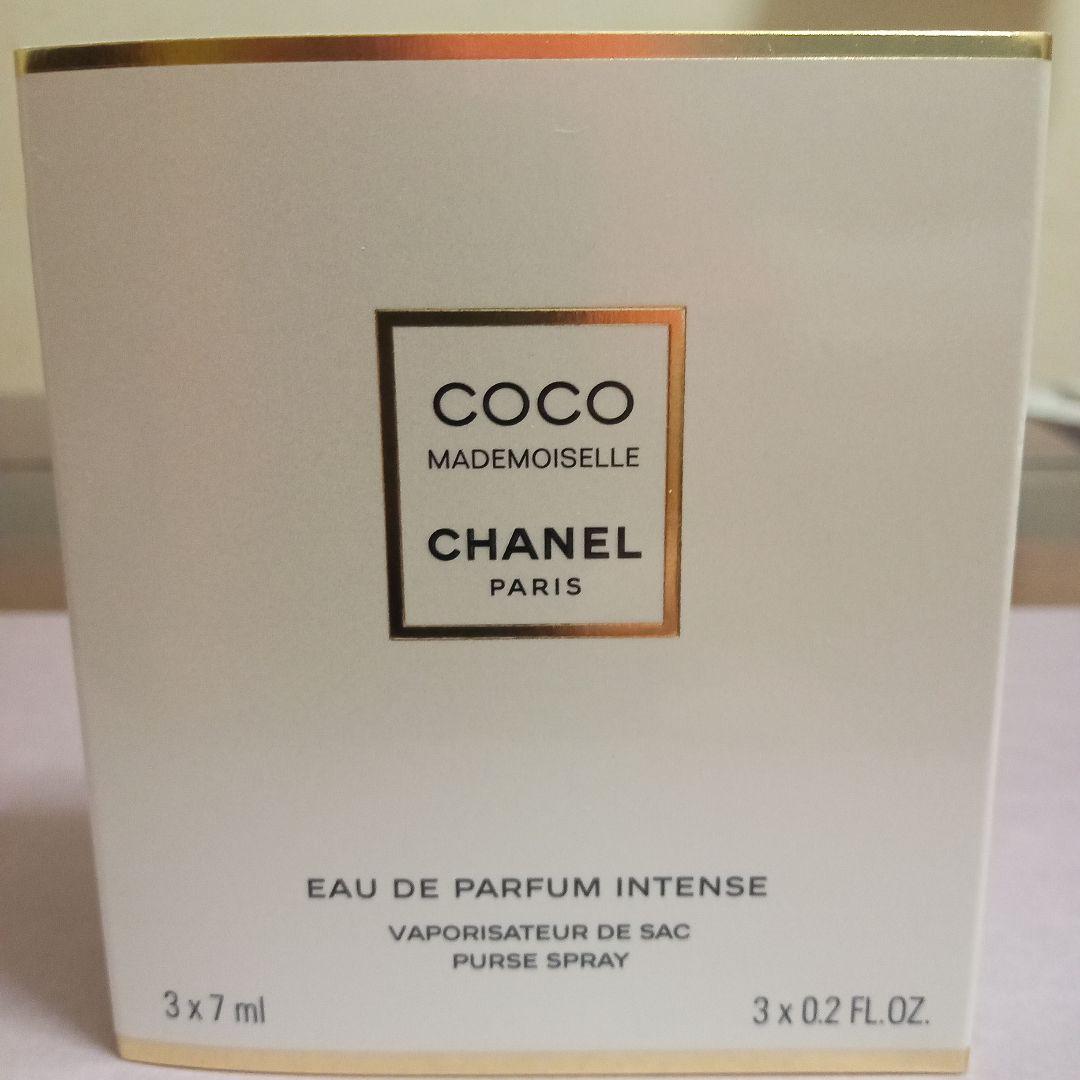 COCO
MADEMOISELLE
CHANEL
PARIS
EAU DE PARFUM INTENSE
VAPORISATEUR DE SAC
PURSE SPRAY
3 x 7 ml
3 x 0.2 FL.OZ.